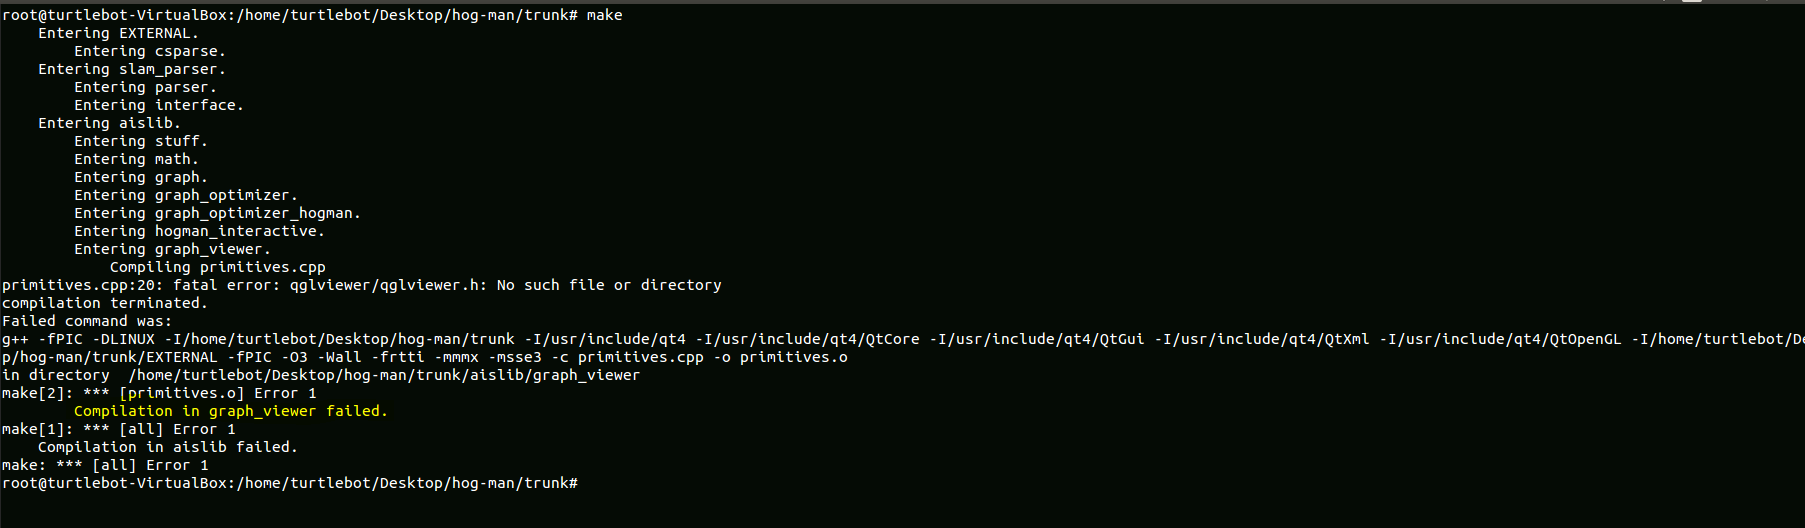 root@turtlebot-VirtualBox:/home/turtlebot/Desktop/hog-man/trunk# make
    Entering EXTERNAL.
        Entering csparse.
    Entering slam_parser.
        Entering parser.
        Entering interface.
    Entering aislib.
        Entering stuff.
        Entering math.
        Entering graph.
        Entering graph_optimizer.
        Entering graph_optimizer_hogman.
        Entering hogman_interactive.
        Entering graph_viewer.
            Compiling primitives.cpp
primitives.cpp:20: fatal error: qglviewer/qglviewer.h: No such file or directory
compilation terminated.
Failed command was:
g++ -fPIC -DLINUX -I/home/turtlebot/Desktop/hog-man/trunk -I/usr/include/qt4 -I/usr/include/qt4/QtCore -I/usr/include/qt4/QtGui -I/usr/include/qt4/QtXml -I/usr/include/qt4/QtOpenGL -I/home/turtlebot/De
p/hog-man/trunk/EXTERNAL -fPIC -O3 -Wall -frtti -mmmx -msse3 -c primitives.cpp -o primitives.o
in directory  /home/turtlebot/Desktop/hog-man/trunk/aislib/graph_viewer
make[2]: *** [primitives.o] Error 1
        Compilation in graph_viewer failed.
make[1]: *** [all] Error 1
    Compilation in aislib failed.
make: *** [all] Error 1
root@turtlebot-VirtualBox:/home/turtlebot/Desktop/hog-man/trunk#